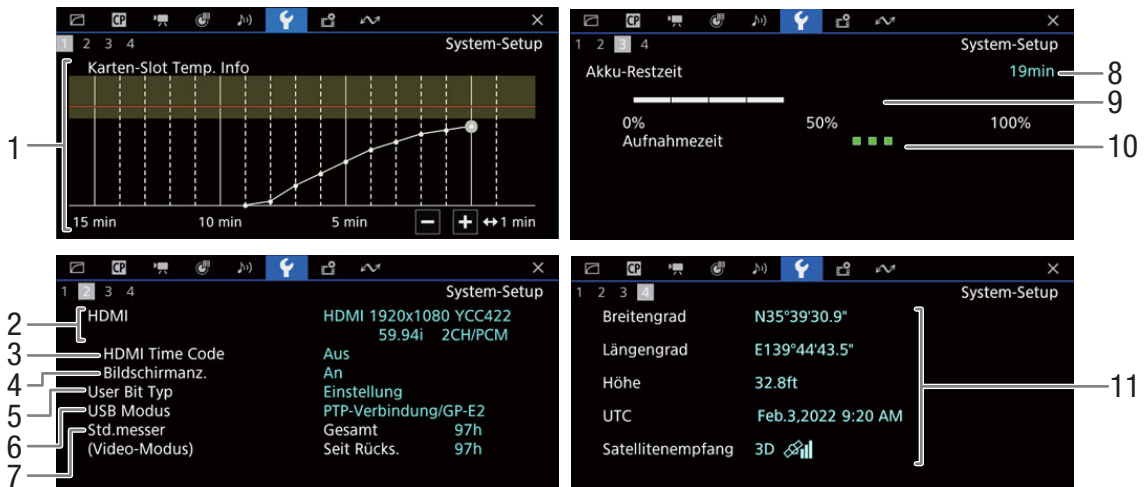 CP
1 2 3 4
System-Setup
Karten-Slot Temp. Info
1
15 min 10 min 5 min − + ↔1 min
CP
1 2 3 4
System-Setup
Akku-Restzeit 19min
8
9
0% 50% 100%
Aufnahmezeit
10
CP
1 2 3 4
System-Setup
2
HDMI HDMI 1920x1080 YCC422
59.94i 2CH/PCM
3
HDMI Time Code Aus
4
Bildschirmanz. An
5
User Bit Typ Einstellung
6
USB Modus PTP-Verbindung/GP-E2
7
Std.messer Gesamt 97h
(Video-Modus) Seit Rücks. 97h
CP
1 2 3 4
System-Setup
Breitengrad N35°39'30.9"
Längengrad E139°44'43.5"
Höhe 32.8ft
11
UTC Feb.3,2022 9:20 AM
Satellitenempfang 3D